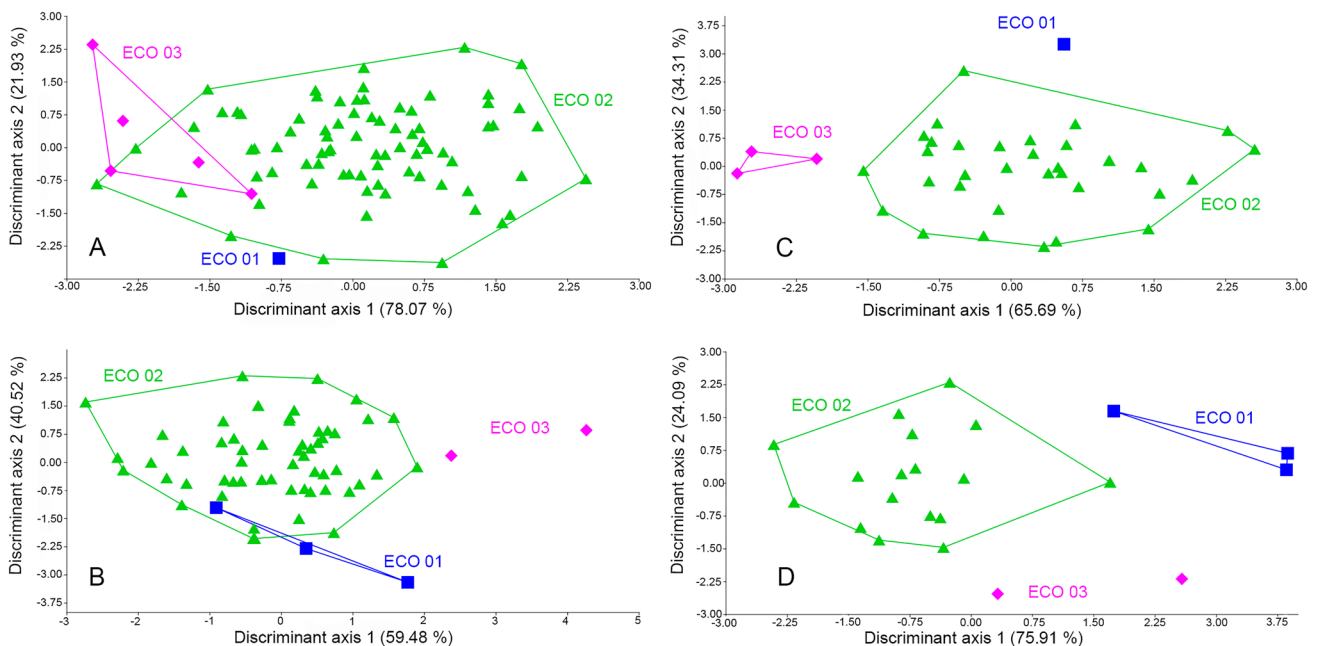 3.00
2.25
1.50
0.75
0.00
-0.75
-1.50
-2.25
-3.00 -2.25 -1.50 -0.75 0.00 0.75 1.50 2.25 3.00
Discriminant axis 2 (21.93 %)
Discriminant axis 1 (78.07 %)
ECO 03
ECO 02
ECO 01
A
3.75
3.00
2.25
1.50
0.75
0.00
-0.75
-1.50
-2.25
-3.00
-3.00 -2.25 -1.50 -0.75 0.00 0.75 1.50 2.25 3.00
Discriminant axis 2 (34.31 %)
Discriminant axis 1 (65.69 %)
ECO 01
ECO 03
ECO 02
C
2.25
1.50
0.75
0.00
-0.75
-1.50
-2.25
-3.00
-3.75
-3 -2 -1 0 1 2 3 4 5
Discriminant axis 2 (40.52 %)
Discriminant axis 1 (59.48 %)
ECO 02
ECO 03
ECO 01
B
3.00
2.25
1.50
0.75
0.00
-0.75
-1.50
-2.25
-3.00
-3.00 -2.25 -1.50 -0.75 0.00 0.75 1.50 2.25 3.00 3.75
Discriminant axis 2 (24.09 %)
Discriminant axis 1 (75.91 %)
ECO 02
ECO 01
ECO 03
D